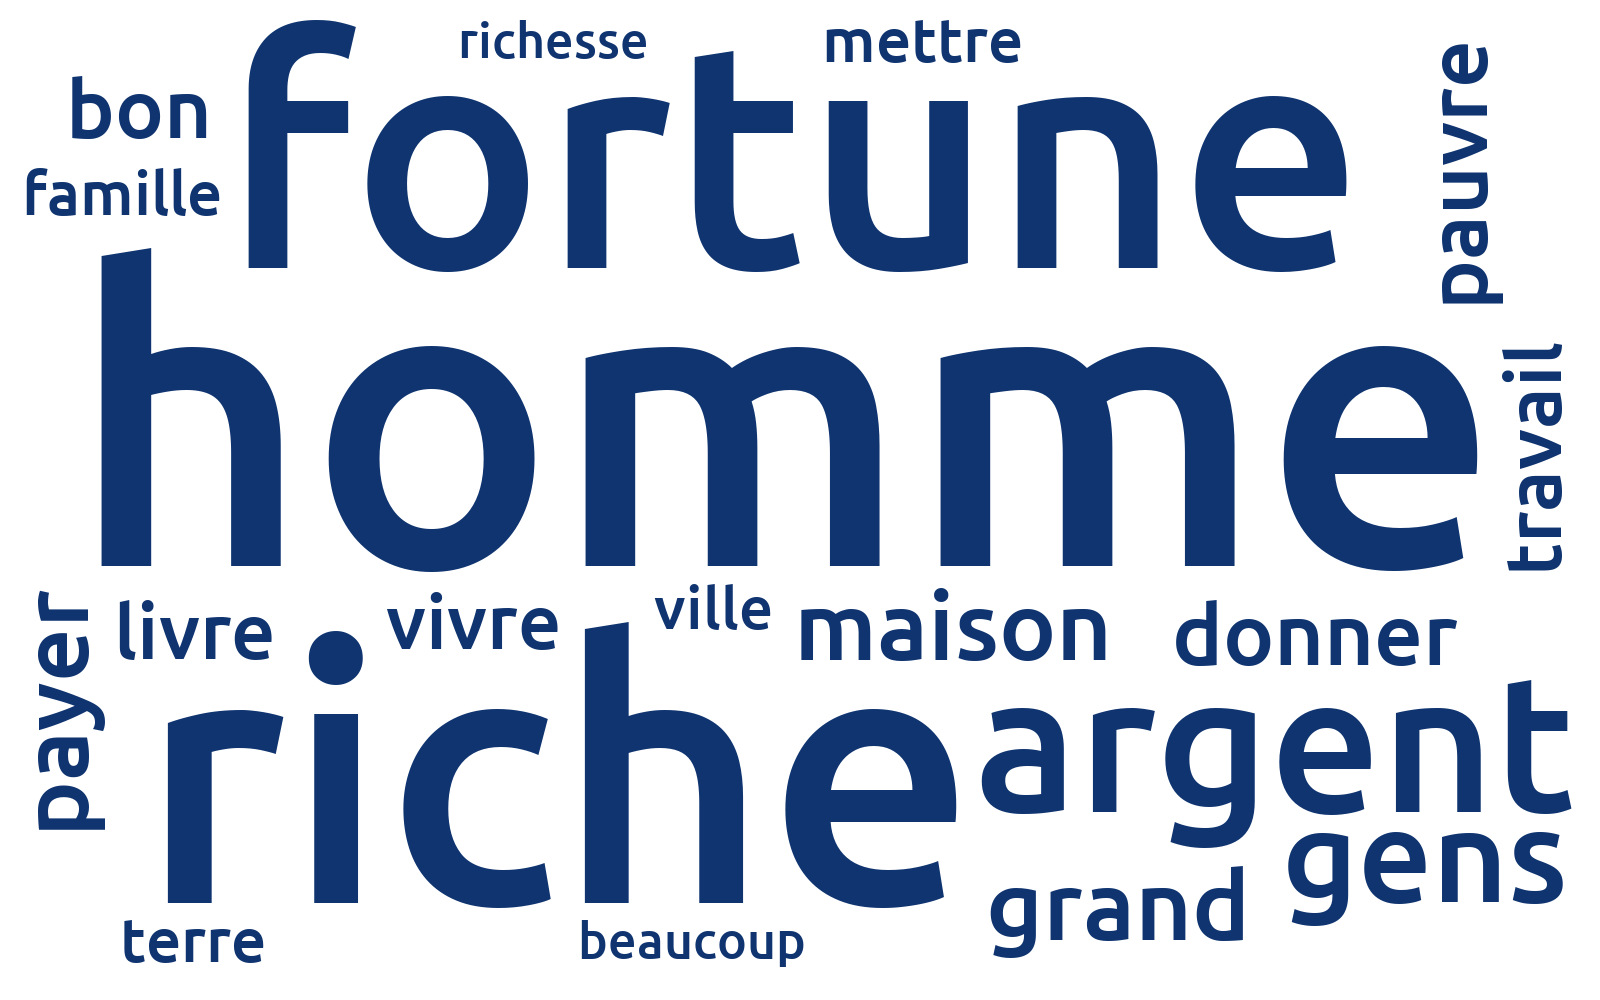 richesse
mettre
bon
fortune
pauvre
famille
homme
travail
payer
livre
vivre
ville
maison
donner
riche
argent
gens
grand
terre
beaucoup